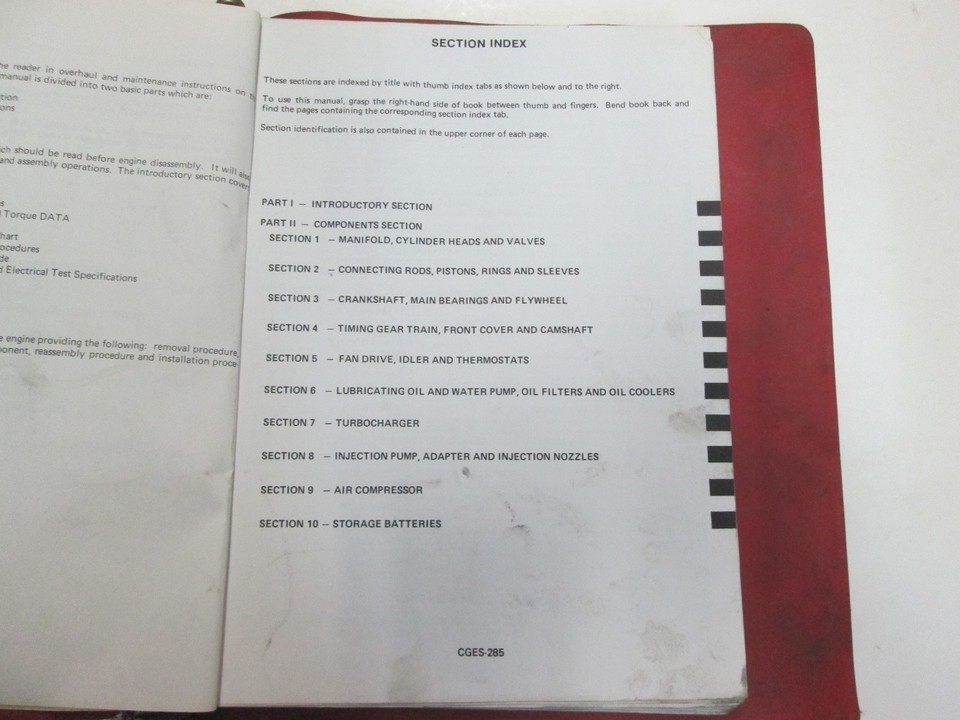 he reader in overhaul and maintenance instructions on
manual is divided into two basic parts which are:
tion
ons
ch should be read before engine disassembly. It will also
and assembly operations. The introductory section cover
s
Torque DATA
hart
ocedures
de
d Electrical Test Specifications
e engine providing the following: removal procedure,
onent, reassembly procedure and installation proce-
SECTION INDEX
These sections are indexed by title with thumb index tabs as shown below and to the right.
To use this manual, grasp the right-hand side of book between thumb and fingers. Bend book back and
find the pages containing the corresponding section index tab.
Section identification is also contained in the upper corner of each page.
PART I – INTRODUCTORY SECTION
PART II – COMPONENTS SECTION
SECTION 1 – MANIFOLD, CYLINDER HEADS AND VALVES
SECTION 2 – CONNECTING RODS, PISTONS, RINGS AND SLEEVES
SECTION 3 – CRANKSHAFT, MAIN BEARINGS AND FLYWHEEL
SECTION 4 – TIMING GEAR TRAIN, FRONT COVER AND CAMSHAFT
SECTION 5 – FAN DRIVE, IDLER AND THERMOSTATS
SECTION 6 – LUBRICATING OIL AND WATER PUMP, OIL FILTERS AND OIL COOLERS
SECTION 7 – TURBOCHARGER
SECTION 8 – INJECTION PUMP, ADAPTER AND INJECTION NOZZLES
SECTION 9 – AIR COMPRESSOR
SECTION 10 – STORAGE BATTERIES
CGES-285